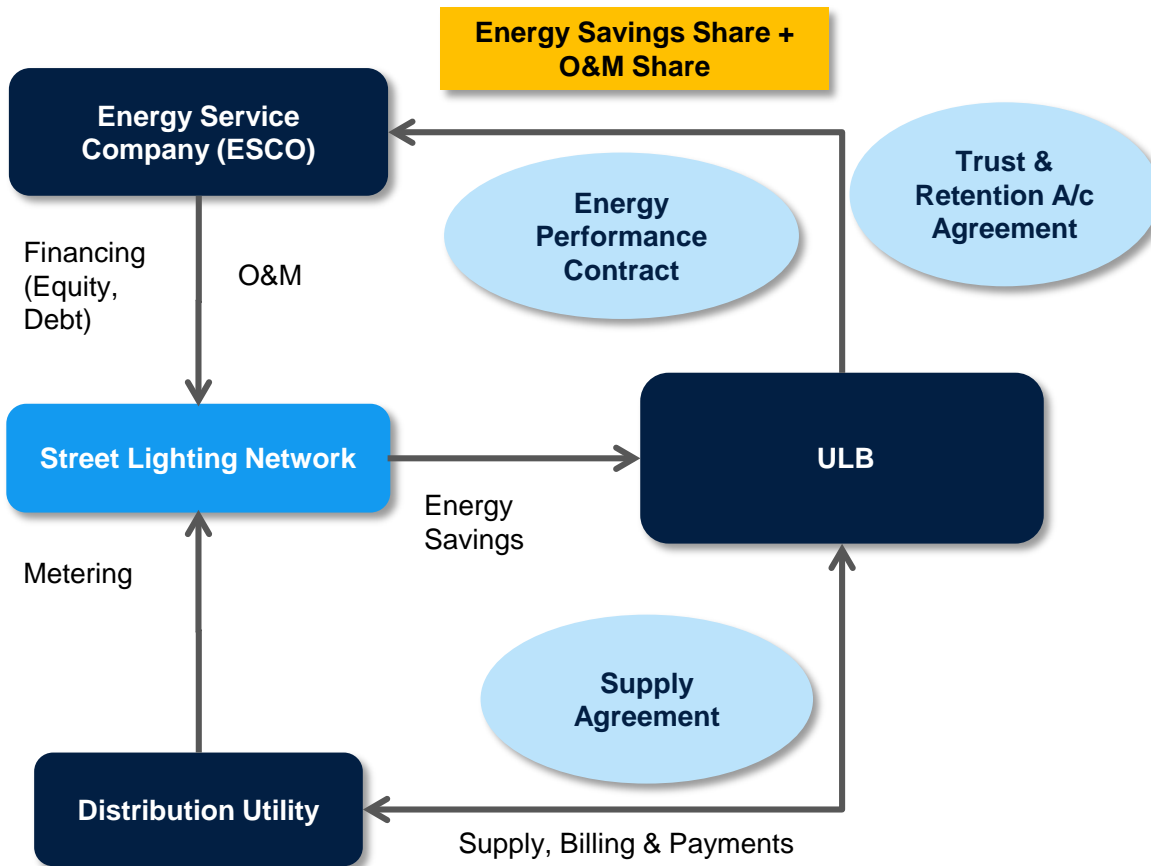 Energy Savings Share +
O&M Share
Energy Service
Company (ESCO)
Trust &
Retention A/c
Agreement
Energy
Performance
Contract
Financing
(Equity,
Debt)
O&M
Street Lighting Network
ULB
Energy
Savings
Metering
Supply
Agreement
Distribution Utility
Supply, Billing & Payments